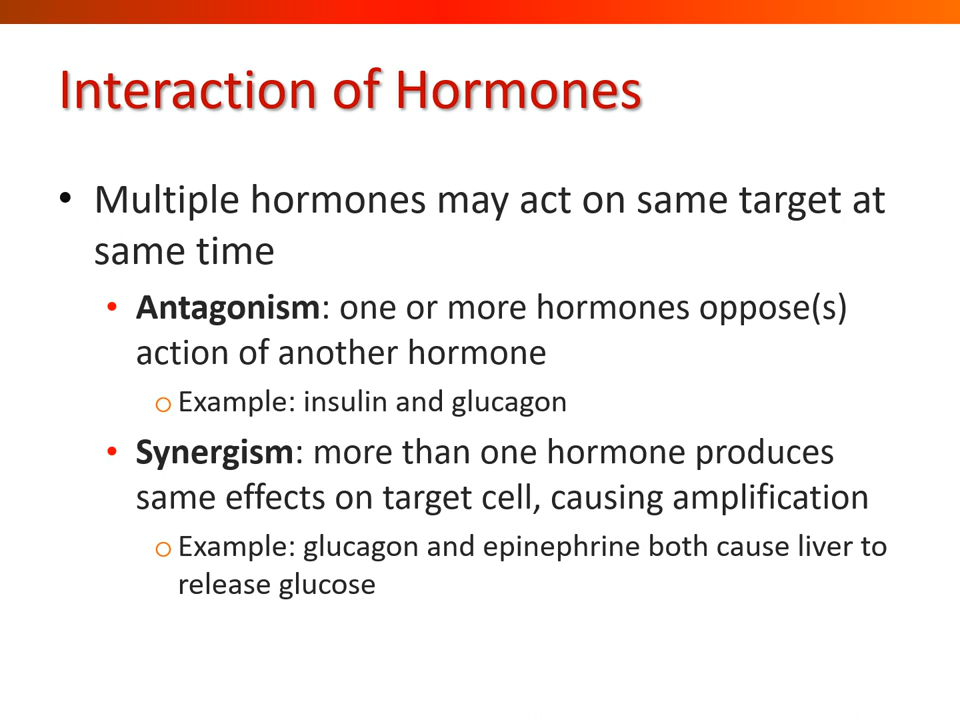 Interaction of Hormones
• Multiple hormones may act on same target at
same time
• Antagonism: one or more hormones oppose(s)
action of another hormone
o Example: insulin and glucagon
• Synergism: more than one hormone produces
same effects on target cell, causing amplification
o Example: glucagon and epinephrine both cause liver to
release glucose